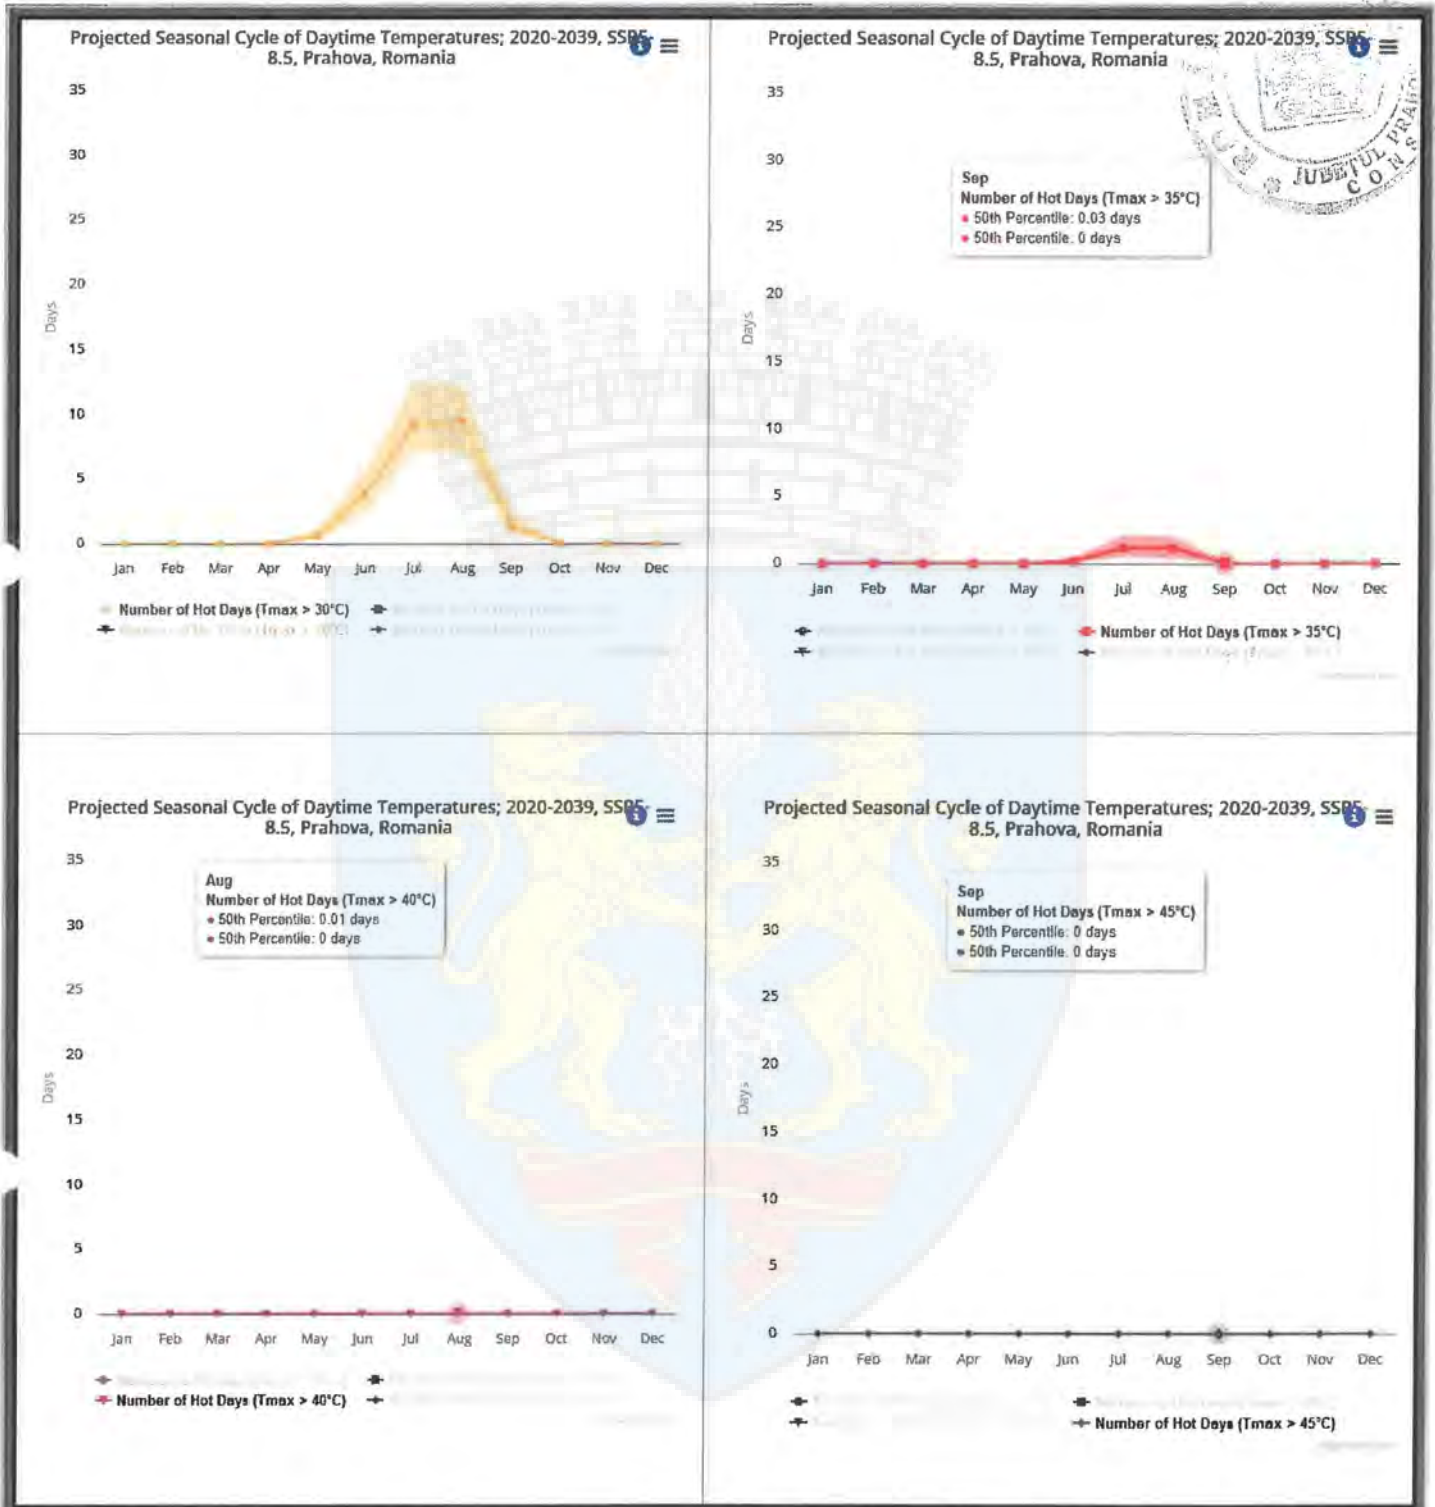 Projected Seasonal Cycle of Daytime Temperatures; 2020-2039, SSP5-
8.5, Prahova, Romania
35
30
25
20
15
10
5
0
Days
Jan Feb Mar Apr May Jun Jul Aug Sep Oct Nov Dec
Number of Hot Days (Tmax > 30°C)
Projected Seasonal Cycle of Daytime Temperatures; 2020-2039, SSP5-
8.5, Prahova, Romania
JUDEȚUL PRAHO
CONS
35
30
Sep
Number of Hot Days (Tmax > 35°C)
• 50th Percentile: 0.03 days
• 50th Percentile: 0 days
25
20
15
10
5
0
Days
Jan Feb Mar Apr May Jun Jul Aug Sep Oct Nov Dec
Number of Hot Days (Tmax > 35°C)
Projected Seasonal Cycle of Daytime Temperatures; 2020-2039, SSP5-
8.5, Prahova, Romania
35
Aug
Number of Hot Days (Tmax > 40°C)
• 50th Percentile: 0.01 days
• 50th Percentile: 0 days
30
25
20
15
10
5
0
Days
Jan Feb Mar Apr May Jun Jul Aug Sep Oct Nov Dec
Number of Hot Days (Tmax > 40°C)
Projected Seasonal Cycle of Daytime Temperatures; 2020-2039, SSP5-
8.5, Prahova, Romania
35
Sep
Number of Hot Days (Tmax > 45°C)
• 50th Percentile: 0 days
• 50th Percentile: 0 days
30
25
20
15
10
5
0
Days
Jan Feb Mar Apr May Jun Jul Aug Sep Oct Nov Dec
Number of Hot Days (Tmax > 45°C)